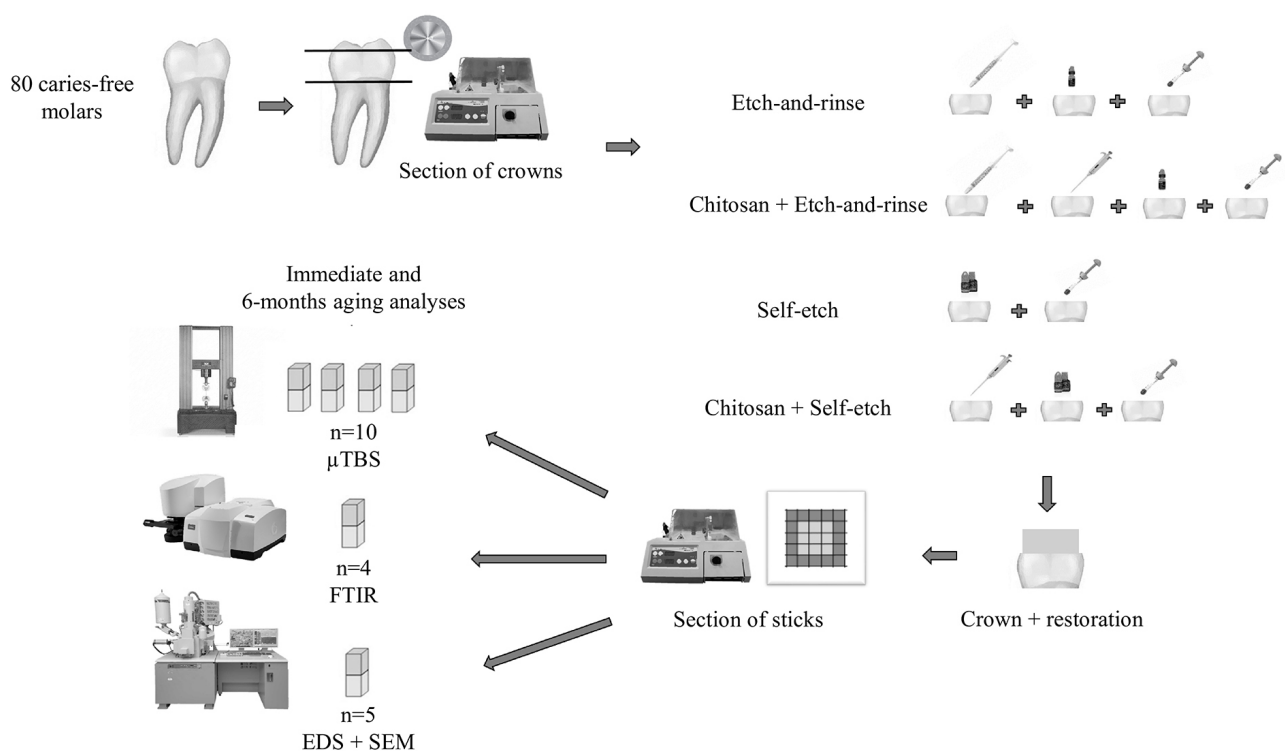 80 caries-free
molars
Section of crowns
Etch-and-rinse
Chitosan + Etch-and-rinse
Self-etch
Chitosan + Self-etch
Crown + restoration
Section of sticks
Immediate and
6-months aging analyses
n=10
µTBS
n=4
FTIR
n=5
EDS + SEM